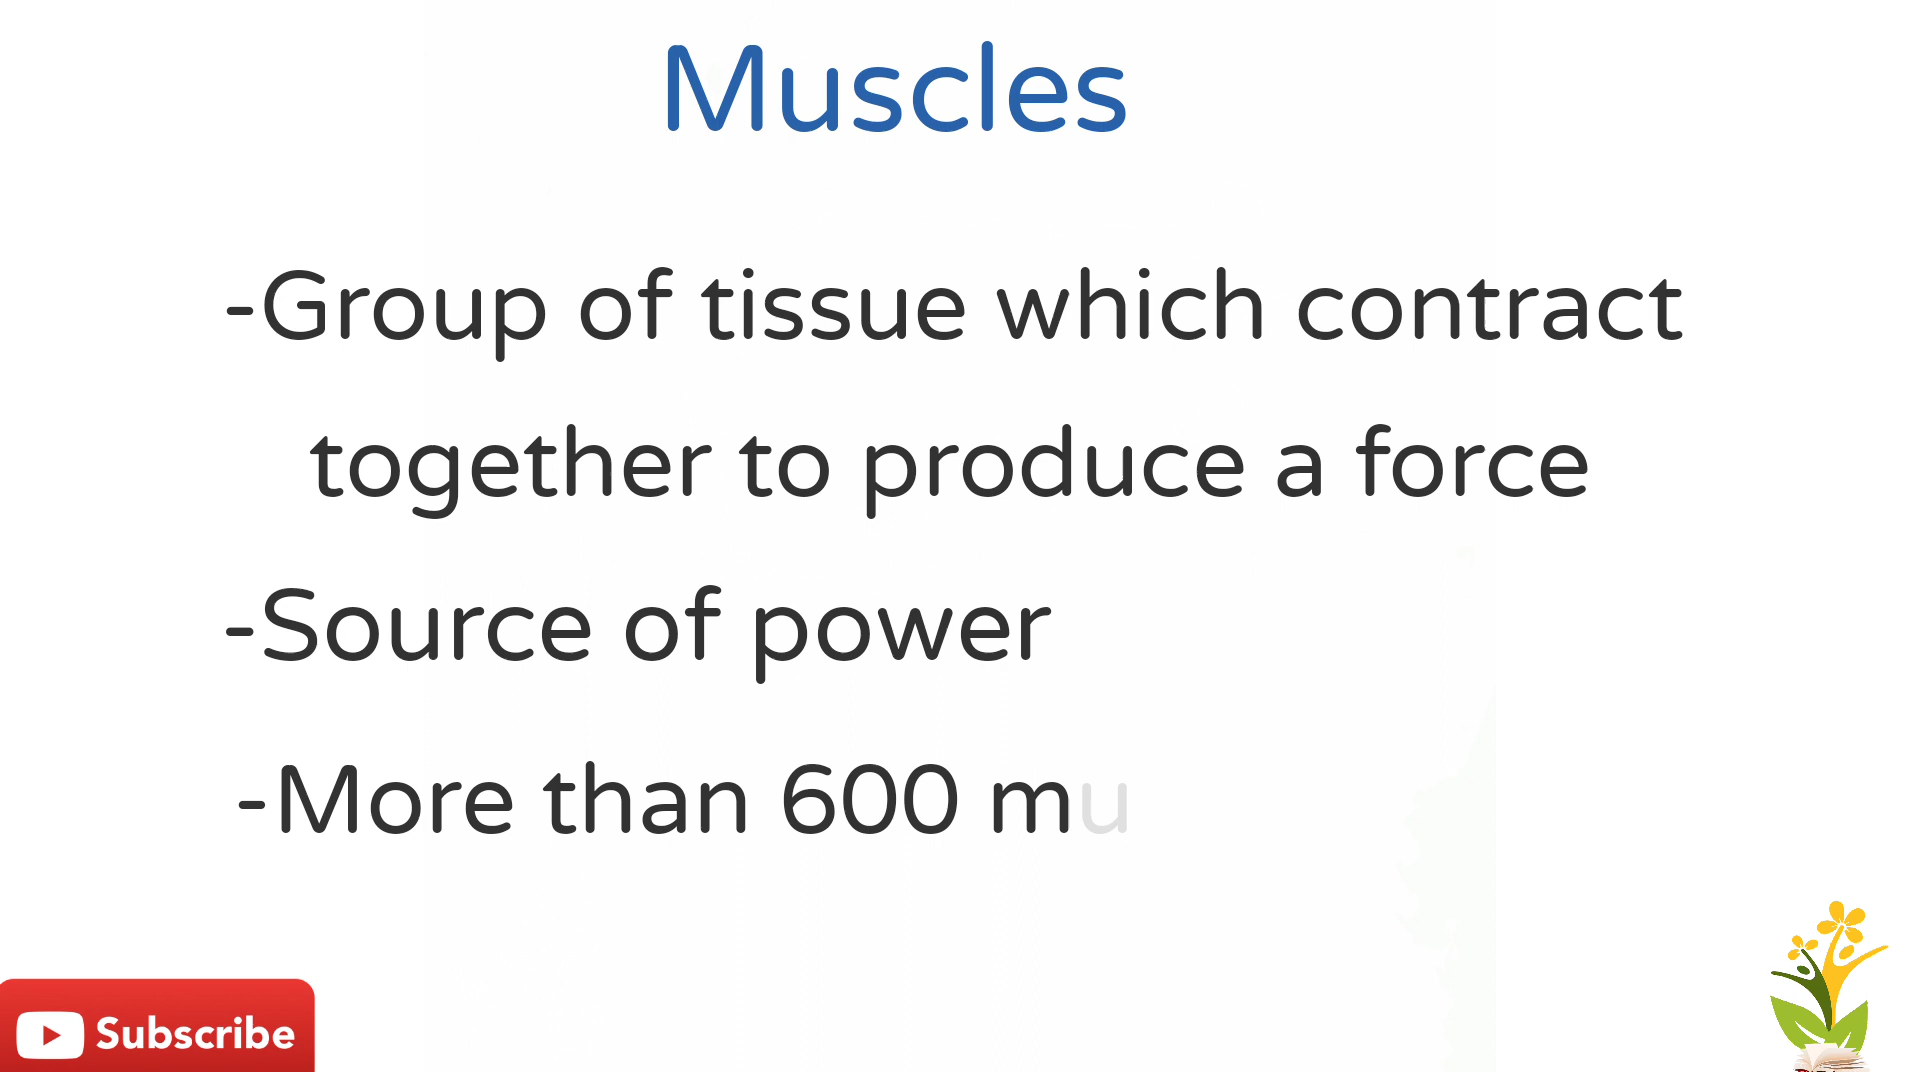 Muscles
-Group of tissue which contract
together to produce a force
-Source of power
-More than 600 mu
Subscribe